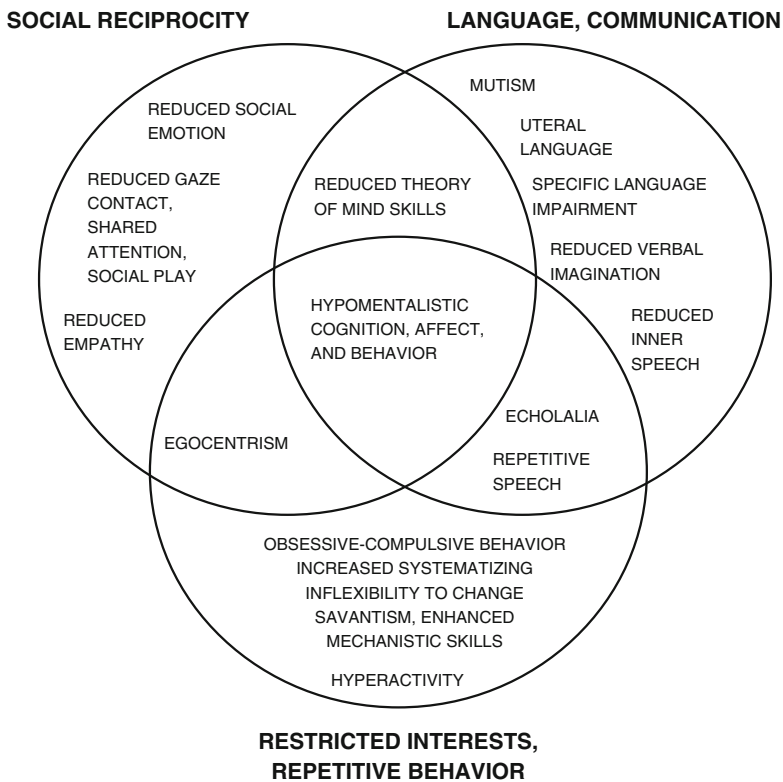 SOCIAL RECIPROCITY
LANGUAGE, COMMUNICATION
REDUCED SOCIAL
EMOTION
REDUCED GAZE
CONTACT,
SHARED
ATTENTION,
SOCIAL PLAY
REDUCED
EMPATHY
REDUCED THEORY
OF MIND SKILLS
MUTISM
UTERAL
LANGUAGE
SPECIFIC LANGUAGE
IMPAIRMENT
REDUCED VERBAL
IMAGINATION
REDUCED
INNER
SPEECH
HYPOMENTALISTIC
COGNITION, AFFECT,
AND BEHAVIOR
EGOCENTRISM
ECHOLALIA
REPETITIVE
SPEECH
OBSESSIVE-COMPULSIVE BEHAVIOR
INCREASED SYSTEMATIZING
INFLEXIBILITY TO CHANGE
SAVANTISM, ENHANCED
MECHANISTIC SKILLS
HYPERACTIVITY
RESTRICTED INTERESTS,
REPETITIVE BEHAVIOR